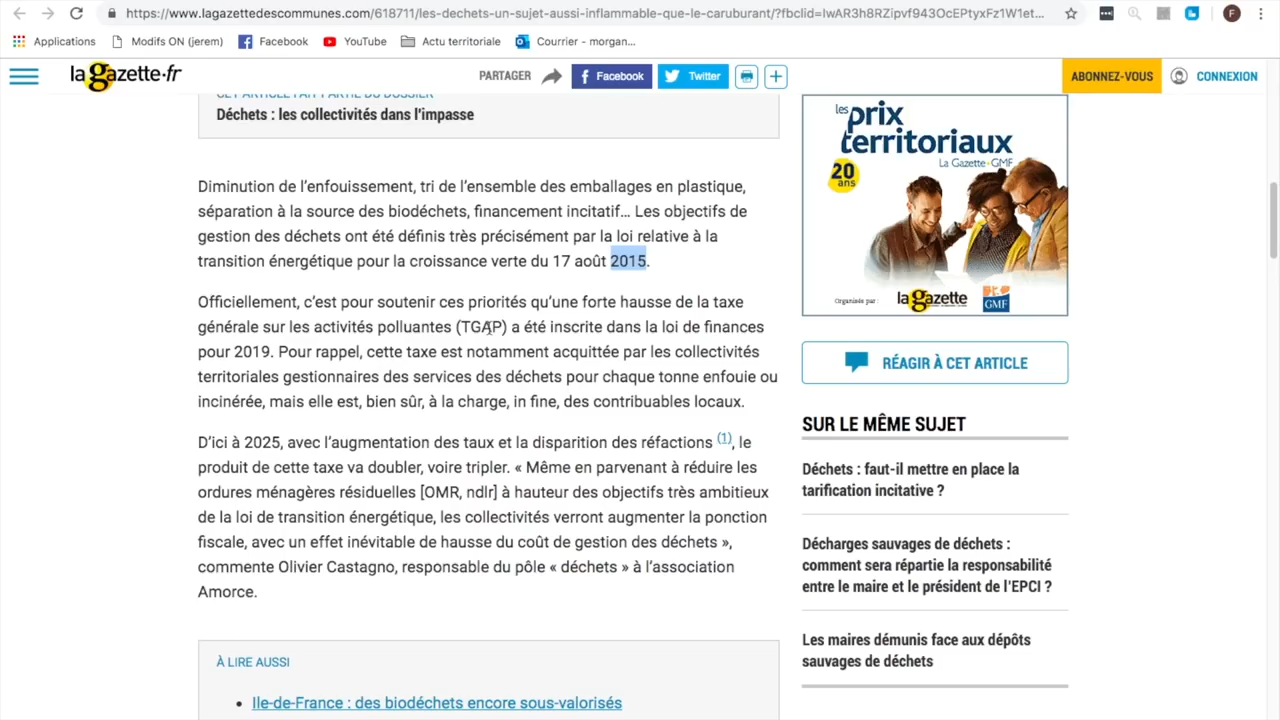 https://www.lagazettedescommunes.com/618711/les-dechets-un-sujet-aussi-inflammable-que-le-caruburant/?fbclid=IwAR3h8RZipvf943OcEPtyxFz1W1et...
F
Applications
Modifs ON (jerem)
Facebook
YouTube
Actu territoriale
Courrier - morgan...
la gazette.fr
PARTAGER
Facebook
Twitter
ABONNEZ-VOUS
CONNEXION
CET ARTICLE FAIT PARTIE DU DOSSIER
Déchets : les collectivités dans l'impasse
Diminution de l'enfouissement, tri de l'ensemble des emballages en plastique,
séparation à la source des biodéchets, financement incitatif... Les objectifs de
gestion des déchets ont été définis très précisément par la loi relative à la
transition énergétique pour la croissance verte du 17 août 2015.
Officiellement, c'est pour soutenir ces priorités qu'une forte hausse de la taxe
générale sur les activités polluantes (TGAP) a été inscrite dans la loi de finances
pour 2019. Pour rappel, cette taxe est notamment acquittée par les collectivités
territoriales gestionnaires des services des déchets pour chaque tonne enfouie ou
incinérée, mais elle est, bien sûr, à la charge, in fine, des contribuables locaux.
D'ici à 2025, avec l'augmentation des taux et la disparition des réfactions (1), le
produit de cette taxe va doubler, voire tripler. « Même en parvenant à réduire les
ordures ménagères résiduelles [OMR, ndlr] à hauteur des objectifs très ambitieux
de la loi de transition énergétique, les collectivités verront augmenter la ponction
fiscale, avec un effet inévitable de hausse du coût de gestion des déchets »,
commente Olivier Castagno, responsable du pôle « déchets » à l'association
Amorce.
À LIRE AUSSI
• Ile-de-France : des biodéchets encore sous-valorisés
les
prix
territoriaux
La Gazette • GMF
20
ans
Organisés par :
la gazette
GMF
RÉAGIR À CET ARTICLE
SUR LE MÊME SUJET
Déchets : faut-il mettre en place la
tarification incitative ?
Décharges sauvages de déchets :
comment sera répartie la responsabilité
entre le maire et le président de l'EPCI ?
Les maires démunis face aux dépôts
sauvages de déchets